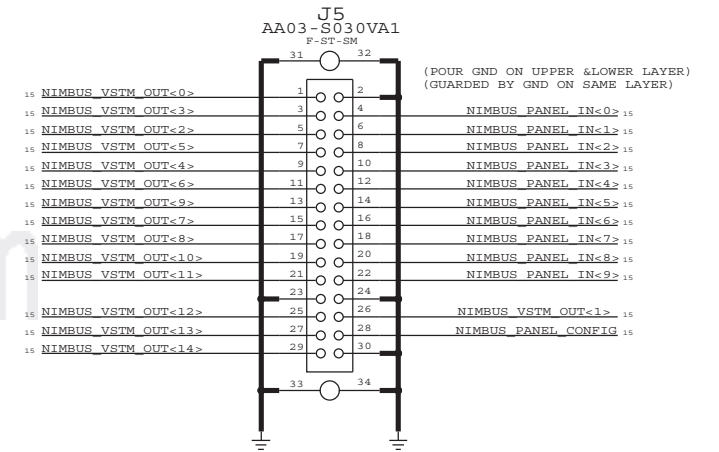 J5
AA03-S030VA1
F-ST-SM
31 32
(POUR GND ON UPPER &LOWER LAYER)
(GUARDED BY GND ON SAME LAYER)
15 NIMBUS_VSTM_OUT<0> 1 2
15 NIMBUS_VSTM_OUT<3> 3 4 NIMBUS_PANEL_IN<0> 15
15 NIMBUS_VSTM_OUT<2> 5 6 NIMBUS_PANEL_IN<1> 15
15 NIMBUS_VSTM_OUT<5> 7 8 NIMBUS_PANEL_IN<2> 15
15 NIMBUS_VSTM_OUT<4> 9 10 NIMBUS_PANEL_IN<3> 15
15 NIMBUS_VSTM_OUT<6> 11 12 NIMBUS_PANEL_IN<4> 15
15 NIMBUS_VSTM_OUT<9> 13 14 NIMBUS_PANEL_IN<5> 15
15 NIMBUS_VSTM_OUT<7> 15 16 NIMBUS_PANEL_IN<6> 15
15 NIMBUS_VSTM_OUT<8> 17 18 NIMBUS_PANEL_IN<7> 15
15 NIMBUS_VSTM_OUT<10> 19 20 NIMBUS_PANEL_IN<8> 15
15 NIMBUS_VSTM_OUT<11> 21 22 NIMBUS_PANEL_IN<9> 15
23 24
15 NIMBUS_VSTM_OUT<12> 25 26 NIMBUS_VSTM_OUT<1> 15
15 NIMBUS_VSTM_OUT<13> 27 28 NIMBUS_PANEL_CONFIG 15
15 NIMBUS_VSTM_OUT<14> 29 30
33 34